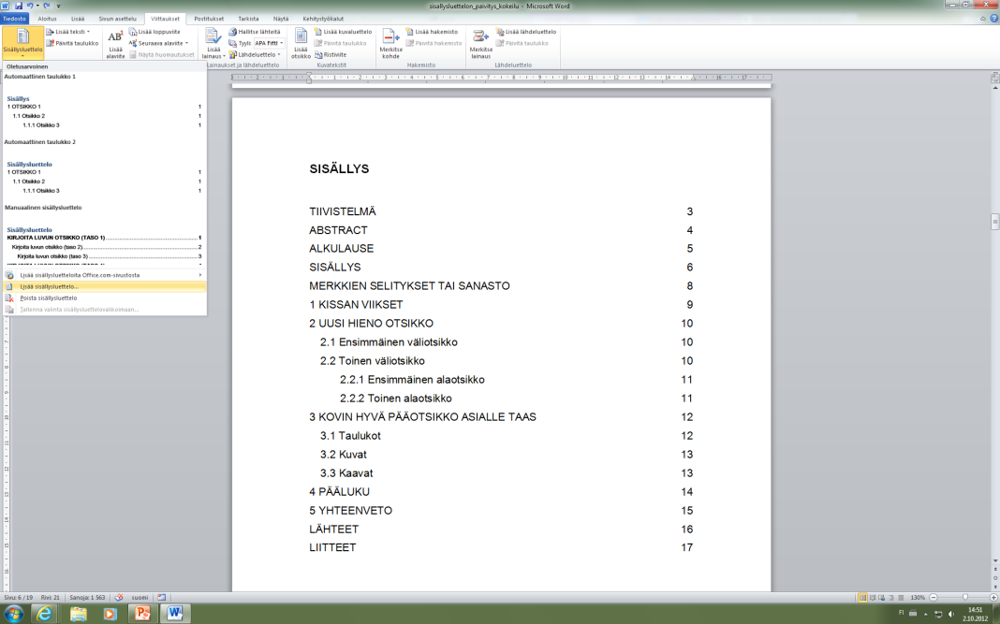 sisallysluettelon_paivitys_kokeilu - Microsoft Word
Tiedosto Aloitus Lisää Sivun asettelu Viittaukset Postitukset Tarkista Näytä Kehitystyökalut
Sisällysluettelo
Lisää teksti
Päivitä taulukko
AB1
Lisää alaviite
Lisää loppuviite
Seuraava alaviite
Näytä huomautukset
Lisää lainaus
Hallitse lähteitä
Tyyli: APA Fifth
Lähdeluettelo
Lainaukset ja lähdeluettelo
Lisää otsikko
Lisää kuvaluettelo
Päivitä taulukko
Ristiviite
Kuvatekstit
Merkitse kohde
Lisää hakemisto
Päivitä hakemisto
Hakemisto
Merkitse lainaus
Lisää lähdeluettelo
Päivitä taulukko
Lähdeluettelo
Oletusarvoinen
Automaattinen taulukko 1
Sisällys
1 OTSIKKO 1 1
1.1 Otsikko 2 1
1.1.1 Otsikko 3 1
Automaattinen taulukko 2
Sisällysluettelo
1 OTSIKKO 1 1
1.1 Otsikko 2 1
1.1.1 Otsikko 3 1
Manuaalinen sisällysluettelo
Sisällysluettelo
KIRJOITA LUVUN OTSIKKO (TASO 1) 1
Kirjoita luvun otsikko (taso 2) 2
Kirjoita luvun otsikko (taso 3) 3
Lisää sisällysluetteloita Office.com-sivustosta
Lisää sisällysluettelo...
Poista sisällysluettelo
Tallenna valinta sisällysluettelovalikoimaan...
SISÄLLYS
TIIVISTELMÄ 3
ABSTRACT 4
ALKULAUSE 5
SISÄLLYS 6
MERKKIEN SELITYKSET TAI SANASTO 8
1 KISSAN VIIKSET 9
2 UUSI HIENO OTSIKKO 10
2.1 Ensimmäinen väliotsikko 10
2.2 Toinen väliotsikko 10
2.2.1 Ensimmäinen alaotsikko 11
2.2.2 Toinen alaotsikko 11
3 KOVIN HYVÄ PÄÄOTSIKKO ASIALLE TAAS 12
3.1 Taulukot 12
3.2 Kuvat 13
3.3 Kaavat 13
4 PÄÄLUKU 14
5 YHTEENVETO 15
LÄHTEET 16
LIITTEET 17
Sivu: 6 / 19 Rivi: 21 Sanoja: 1 563 suomi 130%
FI 14:51
2.10.2012